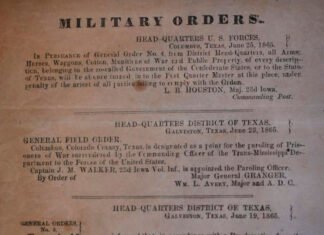 MILITARY ORDERS.
HEAD-QUARTERS U. S. FORCES, }
COLUMBUS, TEXAS, June 25, 1865. }
IN PURSUANCE of General Order No. 4, from District Head-Quarters, all Arms,
Horses, Waggons, Cotton, Munitions of War and Public Property, of every descrip-
tion, belonging to the so-called Government of the Confederate States, or to the State
of Texas, will be at once turned in to the Post Quarter Master at this place, under
penalty of the arrest of all parties failing to comply with the Order.
L. B. HOUSTON, Maj. 23d Iowa,
Commanding Post.
HEAD-QUARTERS DISTRICT OF TEXAS, }
GALVESTON, TEXAS, June 22, 1865. }
GENERAL FIELD ORDER.
Columbus, Colorado County, Texas, is designated as a point for the paroling of Pris-
oners of War surrendered by the Commanding Officer of the Trans-Mississippi De-
partment to the Forces of the United States.
Captain J. M. WALKER, 23d Iowa Vol. Inf., is appointed the Paroling Officer.
By Order of Major General GRANGER,
WM. L. AVERY, Major and A. D. C.
HEAD-QUARTERS DISTRICT OF TEXAS, }
GALVESTON, TEXAS, June 19, 1865. }
GENERAL ORDERS, }
No. 4. }